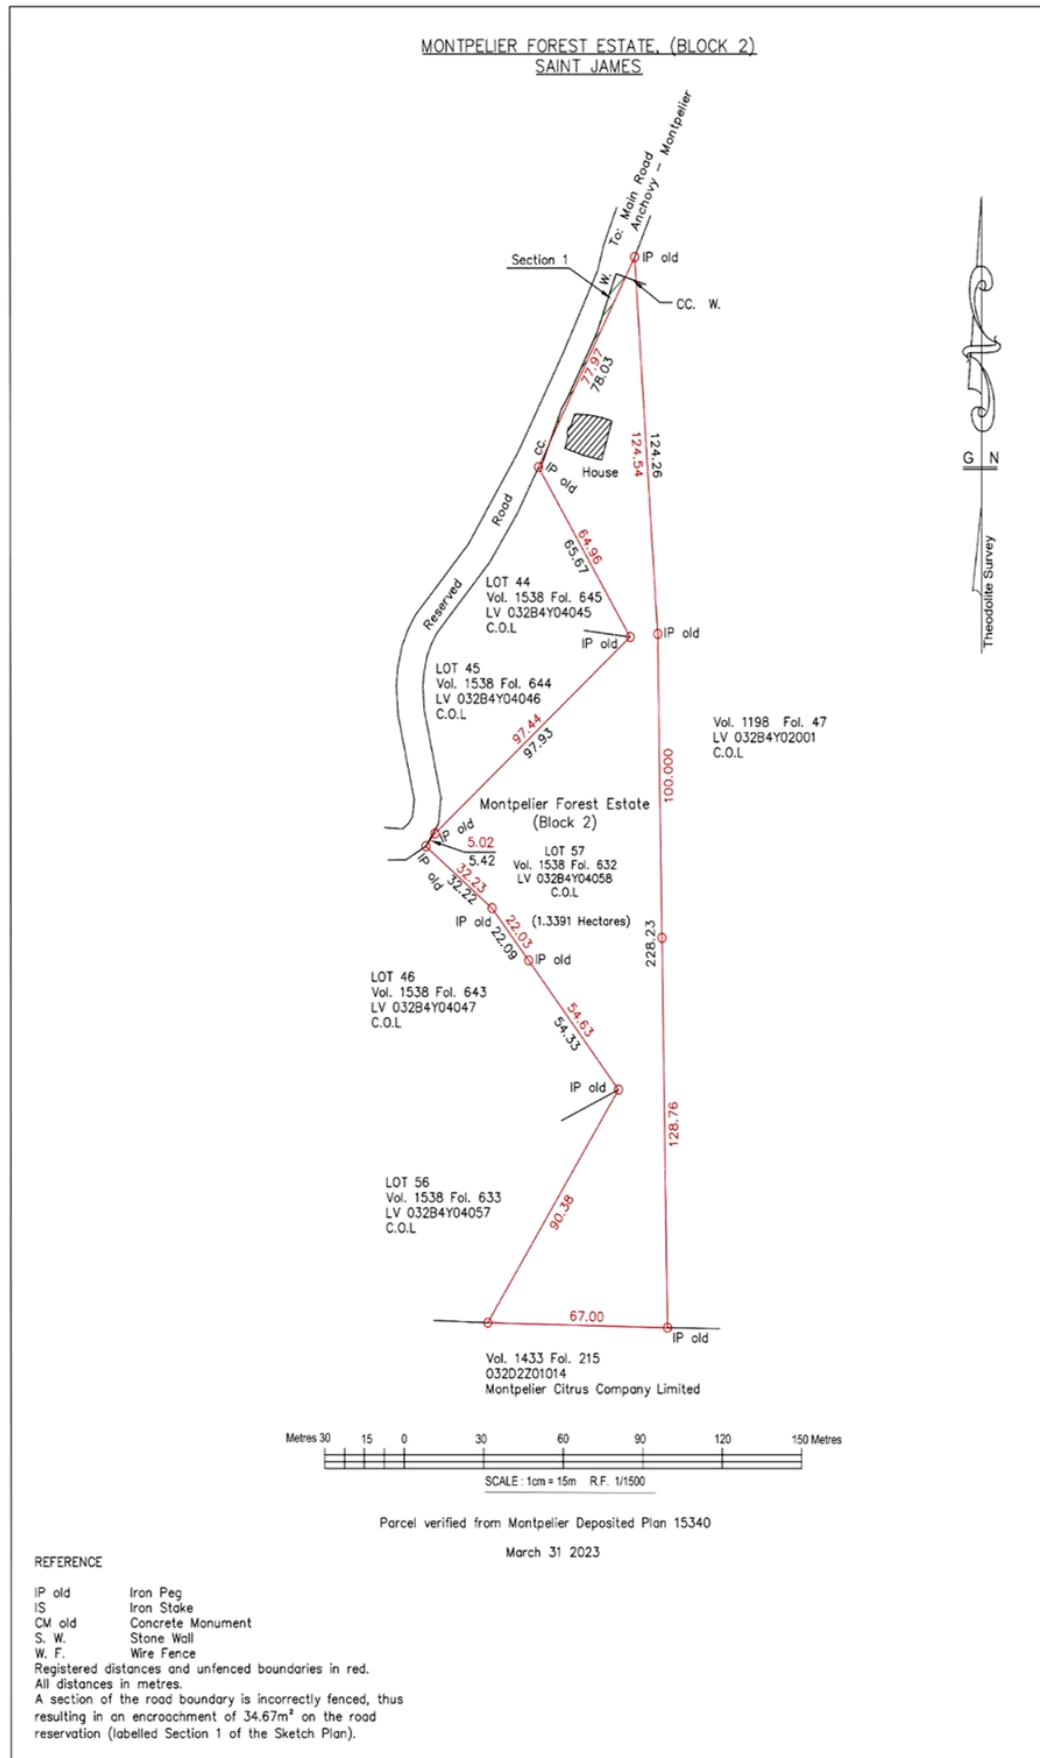 MONTPELIER FOREST ESTATE, (BLOCK 2)
SAINT JAMES
To: Main Road
Anchovy - Montpelier
Section 1
W.
IP old
CC. W.
77.97
78.03
124.54
124.26
CC.
IP old
House
G N
Theodolite Survey
Road
Reserved
64.96
65.67
LOT 44
Vol. 1538 Fol. 645
LV 032B4Y04045
C.O.L
IP old
IP old
LOT 45
Vol. 1538 Fol. 644
LV 032B4Y04046
C.O.L
97.44
97.93
Vol. 1198 Fol. 47
LV 032B4Y02001
C.O.L
100.000
Montpelier Forest Estate
(Block 2)
IP old
5.02
5.42
IP old
LOT 57
Vol. 1538 Fol. 632
LV 032B4Y04058
C.O.L
32.23
32.22
(1.3391 Hectares)
IP old
22.03
22.09
IP old
228.23
LOT 46
Vol. 1538 Fol. 643
LV 032B4Y04047
C.O.L
54.63
54.33
IP old
128.76
LOT 56
Vol. 1538 Fol. 633
LV 032B4Y04057
C.O.L
90.38
67.00
IP old
Vol. 1433 Fol. 215
032D2Z01014
Montpelier Citrus Company Limited
Metres 30 15 0 30 60 90 120 150 Metres
SCALE : 1cm = 15m R.F. 1/1500
Parcel verified from Montpelier Deposited Plan 15340
March 31 2023
REFERENCE
IP old Iron Peg
IS Iron Stake
CM old Concrete Monument
S. W. Stone Wall
W. F. Wire Fence
Registered distances and unfenced boundaries in red.
All distances in metres.
A section of the road boundary is incorrectly fenced, thus
resulting in an encroachment of 34.67m² on the road
reservation (labelled Section 1 of the Sketch Plan).